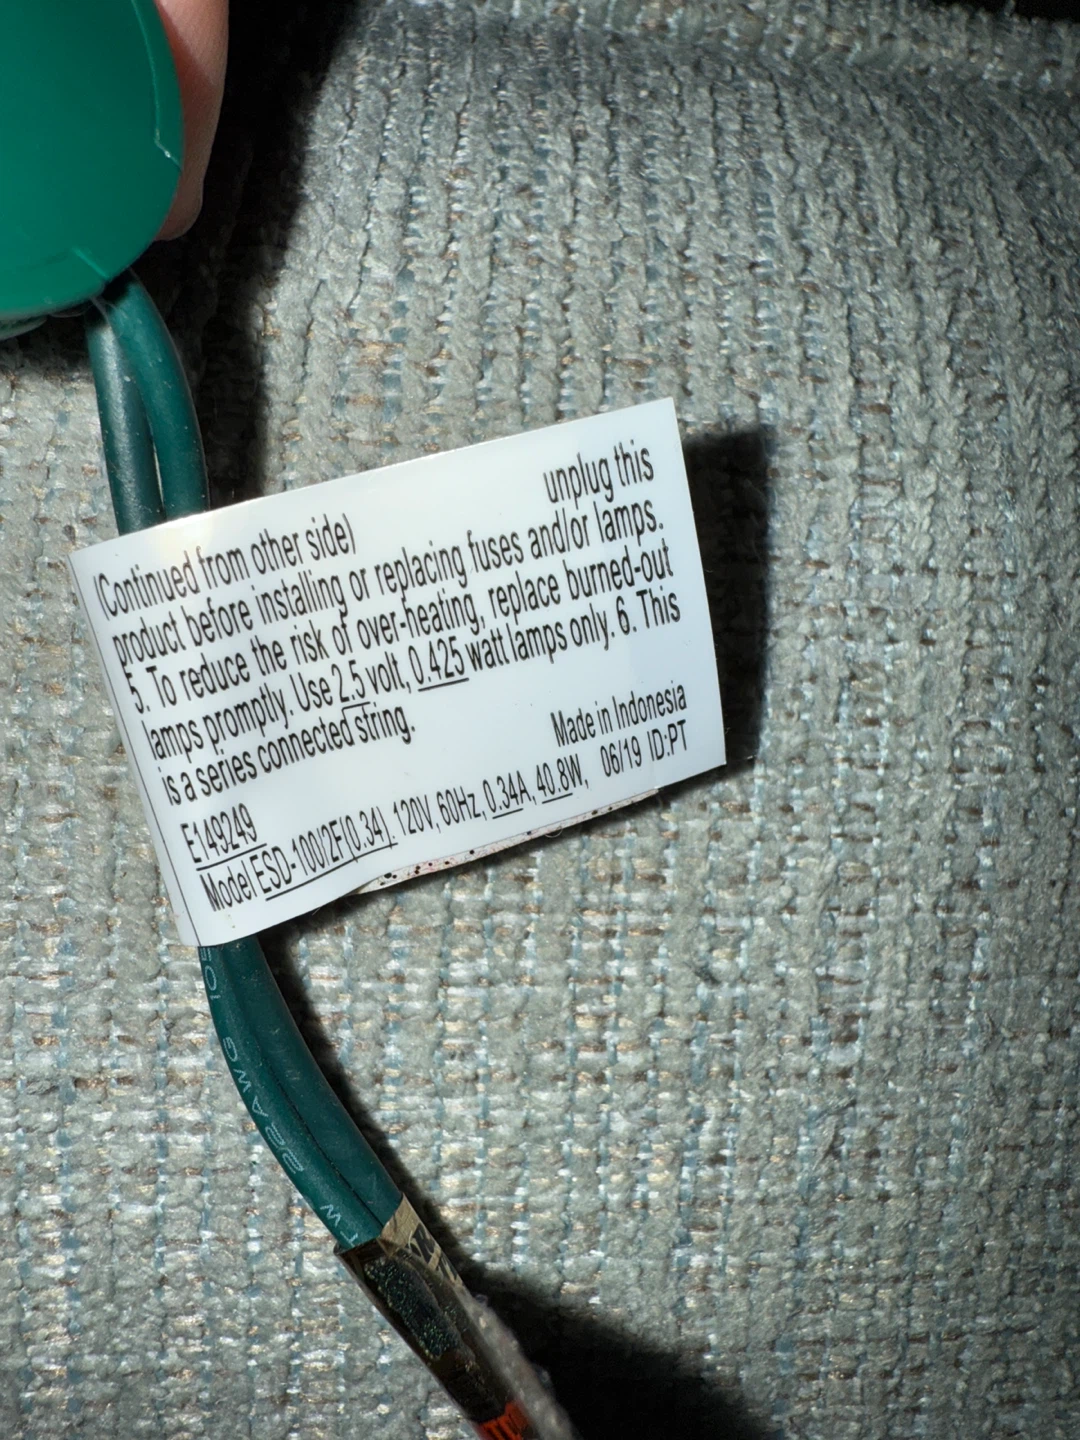 (Continued from other side) unplug this
product before installing or replacing fuses and/or lamps.
5. To reduce the risk of over-heating, replace burned-out
lamps promptly. Use 2.5 volt, 0.425 watt lamps only. 6. This
is a series connected string.
Made in Indonesia
E149249
Model ESD-100/2F(0.34). 120V, 60Hz, 0.34A, 40.8W, 06/19 ID:PT
22AWG